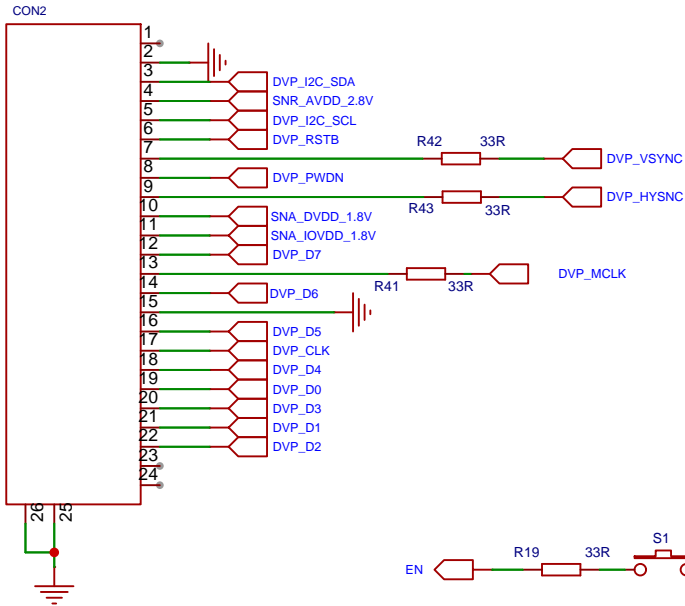 CON2
1
2
3 DVP_I2C_SDA
4 SNR_AVDD_2.8V
5 DVP_I2C_SCL
6 DVP_RSTB
7 R42 33R DVP_VSYNC
8 DVP_PWDN
9 R43 33R DVP_HYSNC
10 SNA_DVDD_1.8V
11 SNA_IOVDD_1.8V
12 DVP_D7
13 R41 33R DVP_MCLK
14 DVP_D6
15
16 DVP_D5
17 DVP_CLK
18 DVP_D4
19 DVP_D0
20 DVP_D3
21 DVP_D1
22 DVP_D2
23
24
26 25
EN R19 33R S1